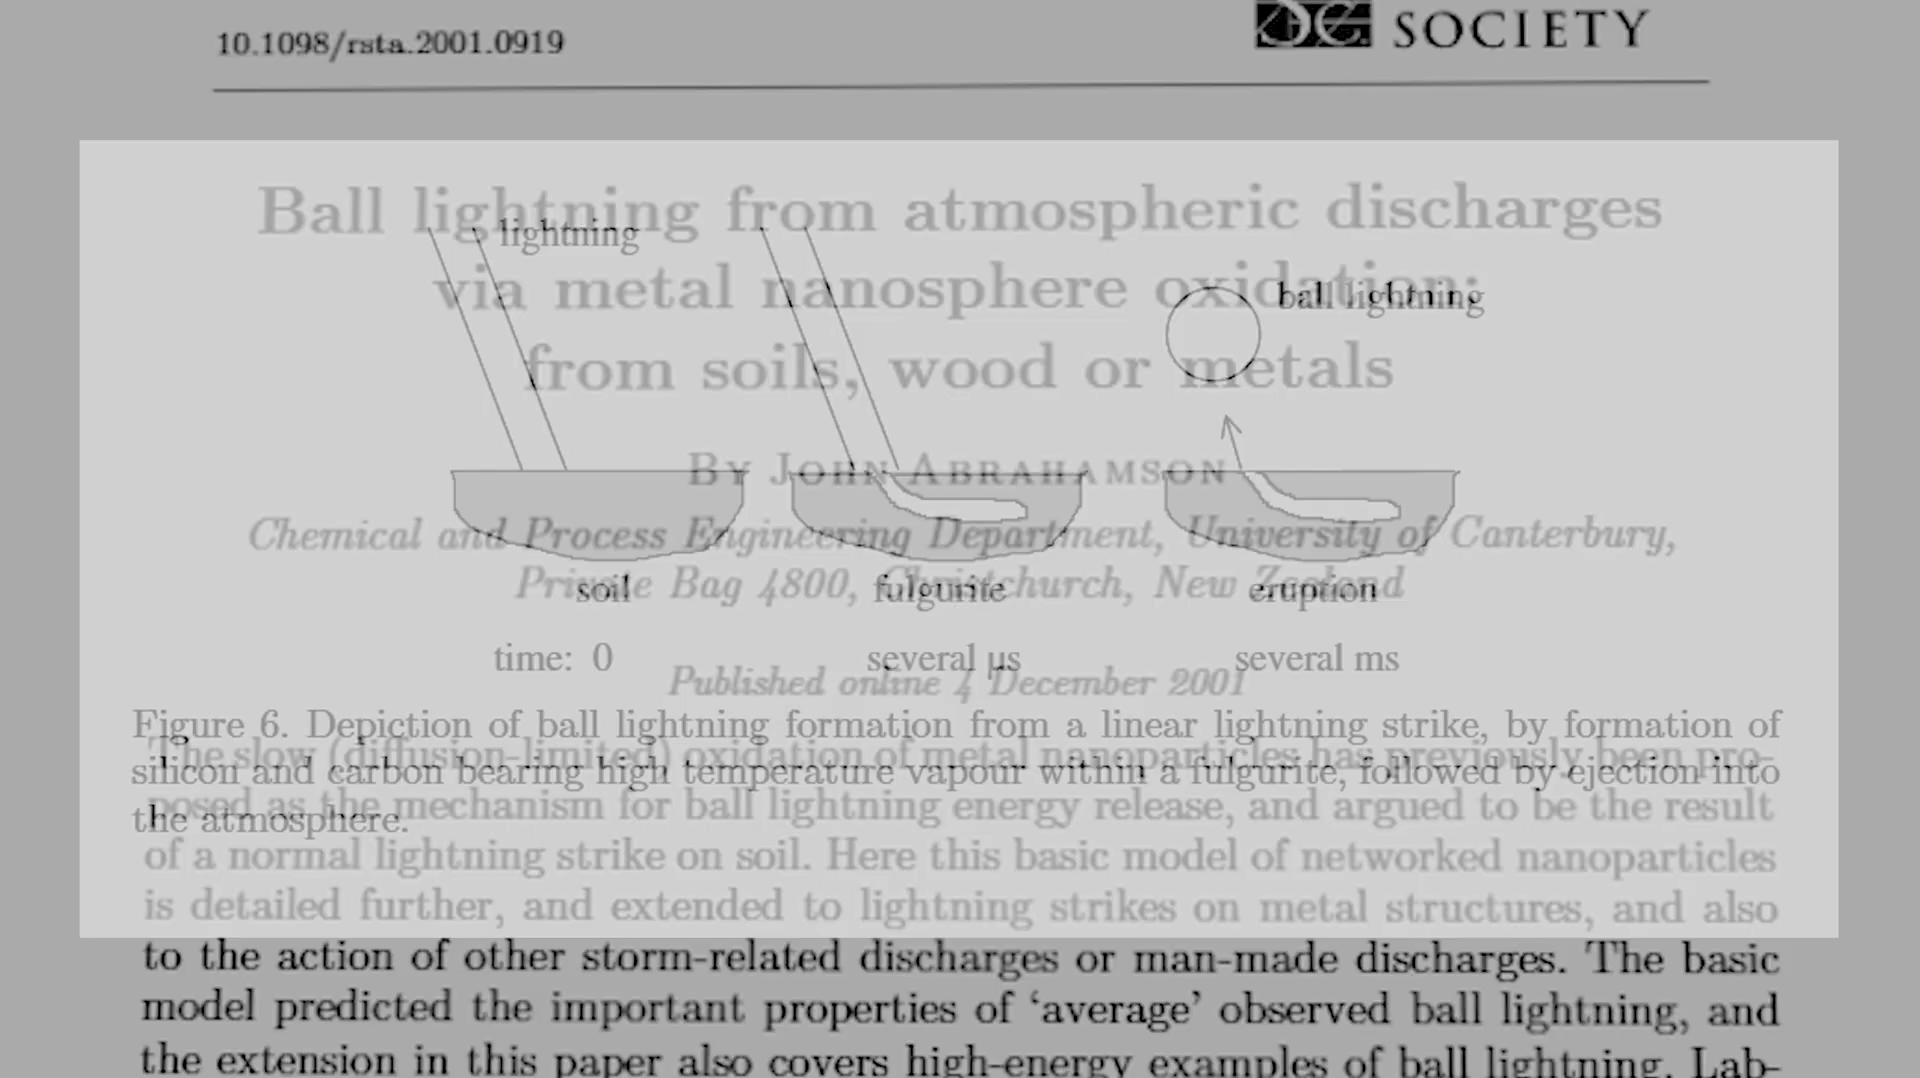 10.1098/rsta.2001.0919
SOCIETY
Ball lightning from atmospheric discharges
via metal nanosphere oxidation:
from soils, wood or metals
By John Abrahamson
Chemical and Process Engineering Department, University of Canterbury,
Private Bag 4800, Christchurch, New Zealand
Published online 4 December 2001
The slow (diffusion-limited) oxidation of metal nanoparticles has previously been pro-
posed as the mechanism for ball lightning energy release, and argued to be the result
of a normal lightning strike on soil. Here this basic model of networked nanoparticles
is detailed further, and extended to lightning strikes on metal structures, and also
to the action of other storm-related discharges or man-made discharges. The basic
model predicted the important properties of ‘average’ observed ball lightning, and
the extension in this paper also covers high-energy examples of ball lightning. Lab-
lightning
ball lightning
soil fulgurite eruption
time: 0 several μs several ms
Figure 6. Depiction of ball lightning formation from a linear lightning strike, by formation of
silicon and carbon bearing high temperature vapour within a fulgurite, followed by ejection into
the atmosphere.